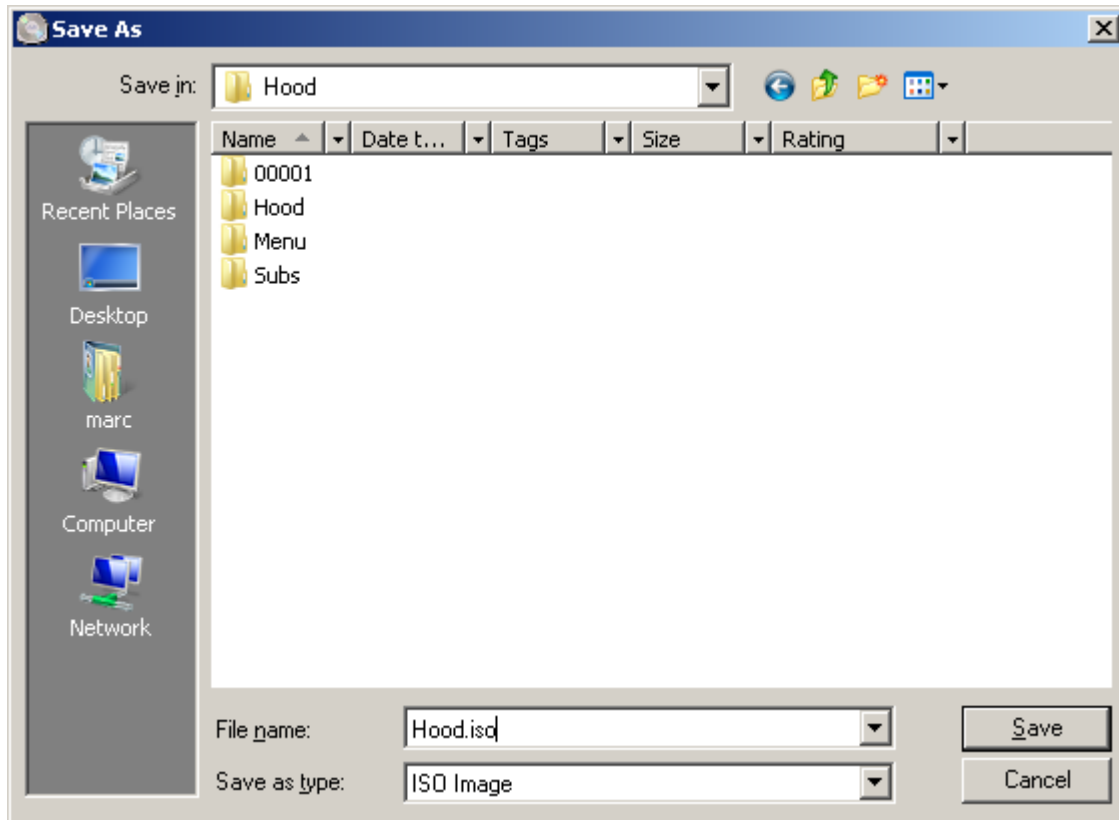 Save As
Save in: Hood
Name Date t... Tags Size Rating
00001
Hood
Menu
Subs
Recent Places
Desktop
marc
Computer
Network
File name: Hood.iso Save
Save as type: ISO Image Cancel